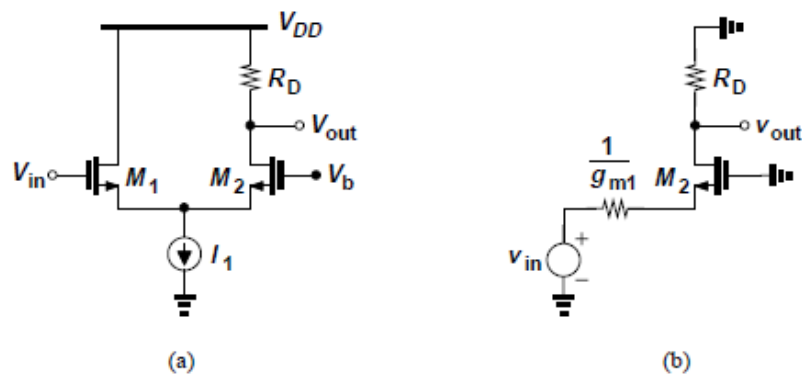 V_DD
R_D
V_out
V_in
M_1
M_2
V_b
I_1
(a)
R_D
v_out
1
g_m1
M_2
v_in
+
−
(b)